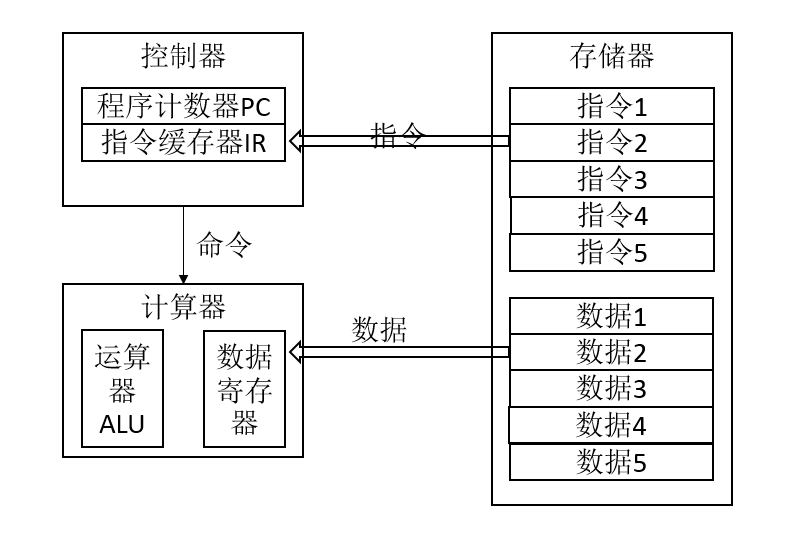 控制器
程序计数器PC
指令缓存器IR
指令
命令
计算器
运算
器
ALU
数据
寄存
器
数据
存储器
指令1
指令2
指令3
指令4
指令5
数据1
数据2
数据3
数据4
数据5